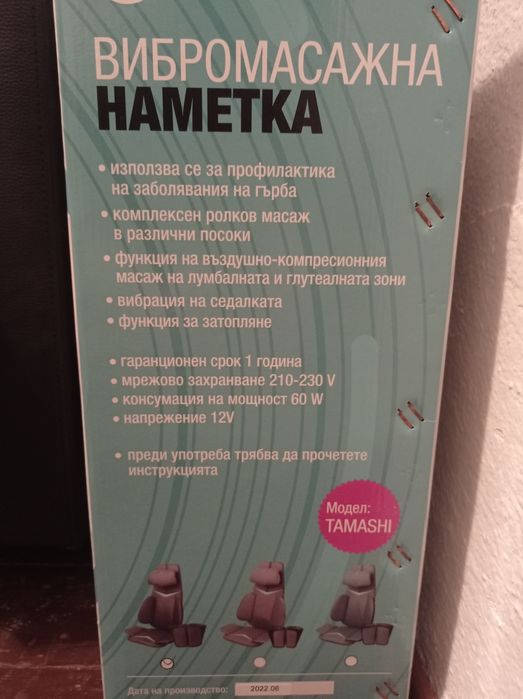 ВИБРОМАСАЖНА
НАМЕТКА
• използва се за профилактика
на заболявания на гърба
• комплексен ролков масаж
в различни посоки
• функция на въздушно-компресионния
масаж на лумбалната и глутеалната зони
• вибрация на седалката
• функция за затопляне
• гаранционен срок 1 година
• мрежово захранване 210-230 V
• консумация на мощност 60 W
• напрежение 12V
• преди употреба трябва да прочетете
инструкцията
Модел:
TAMASHI
Дата на производство: 2022.06